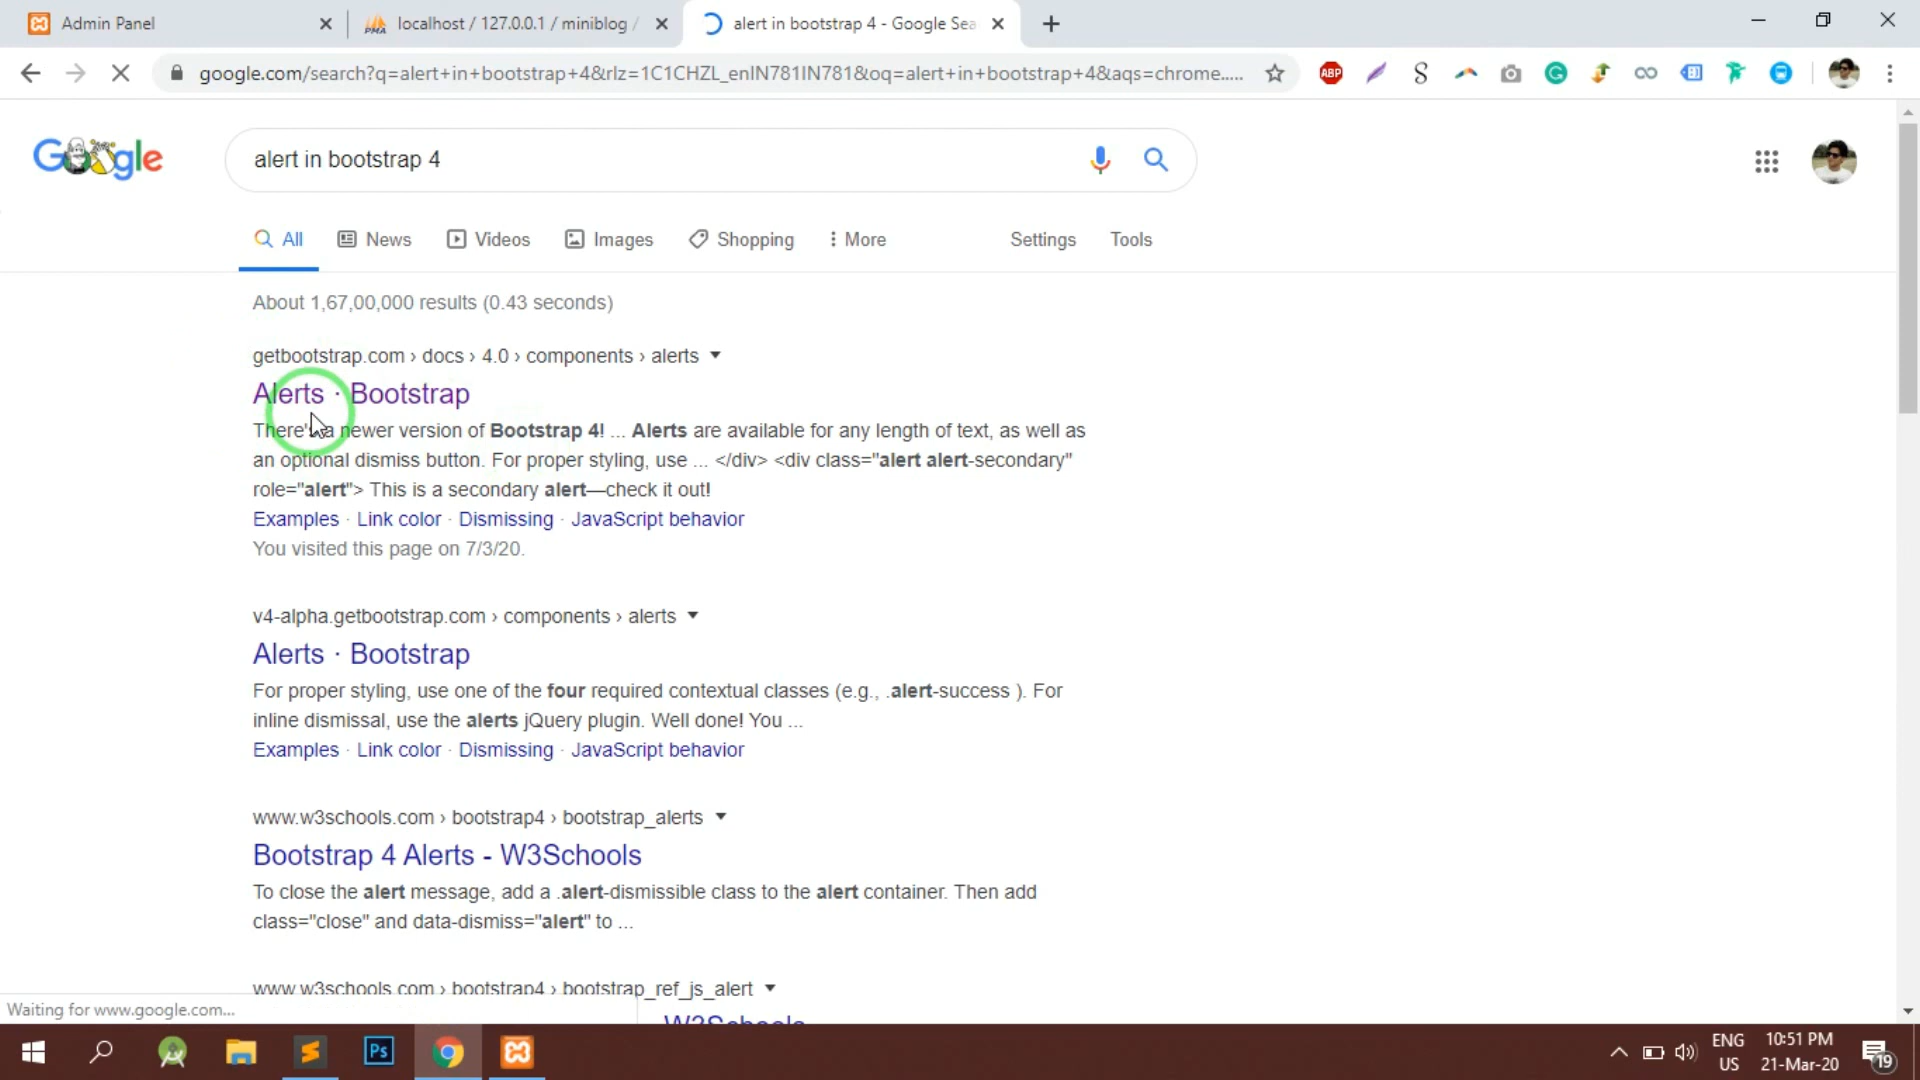 Admin Panel
localhost / 127.0.0.1 / miniblog /
alert in bootstrap 4 - Google Sea
google.com/search?q=alert+in+bootstrap+4&rlz=1C1CHZL_enIN781IN781&oq=alert+in+bootstrap+4&aqs=chrome.....
ABP
Google
alert in bootstrap 4
All News Videos Images Shopping More Settings Tools
About 1,67,00,000 results (0.43 seconds)
getbootstrap.com › docs › 4.0 › components › alerts
Alerts · Bootstrap
There's a newer version of Bootstrap 4! ... Alerts are available for any length of text, as well as
an optional dismiss button. For proper styling, use ... </div> <div class="alert alert-secondary"
role="alert"> This is a secondary alert—check it out!
Examples · Link color · Dismissing · JavaScript behavior
You visited this page on 7/3/20.
v4-alpha.getbootstrap.com › components › alerts
Alerts · Bootstrap
For proper styling, use one of the four required contextual classes (e.g., .alert-success ). For
inline dismissal, use the alerts jQuery plugin. Well done! You ...
Examples · Link color · Dismissing · JavaScript behavior
www.w3schools.com › bootstrap4 › bootstrap_alerts
Bootstrap 4 Alerts - W3Schools
To close the alert message, add a .alert-dismissible class to the alert container. Then add
class="close" and data-dismiss="alert" to ...
www.w3schools.com › bootstrap4 › bootstrap_ref_js_alert
W3Schools
Waiting for www.google.com...
Ps
ENG
US
10:51 PM
21-Mar-20
19